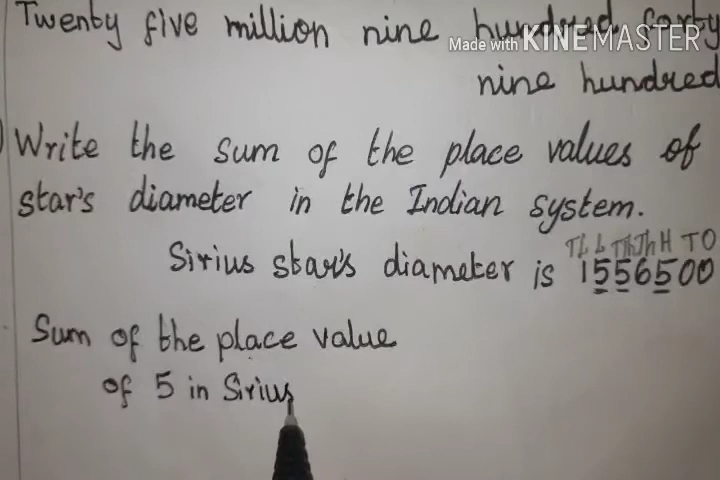 Twenty five million nine hundred forty
Made with KINEMASTER
nine hundred
Write the sum of the place values of
star's diameter in the Indian system.
TL L TTh Th H T O
Sirius star's diameter is 1556500
Sum of the place value
of 5 in Sirius